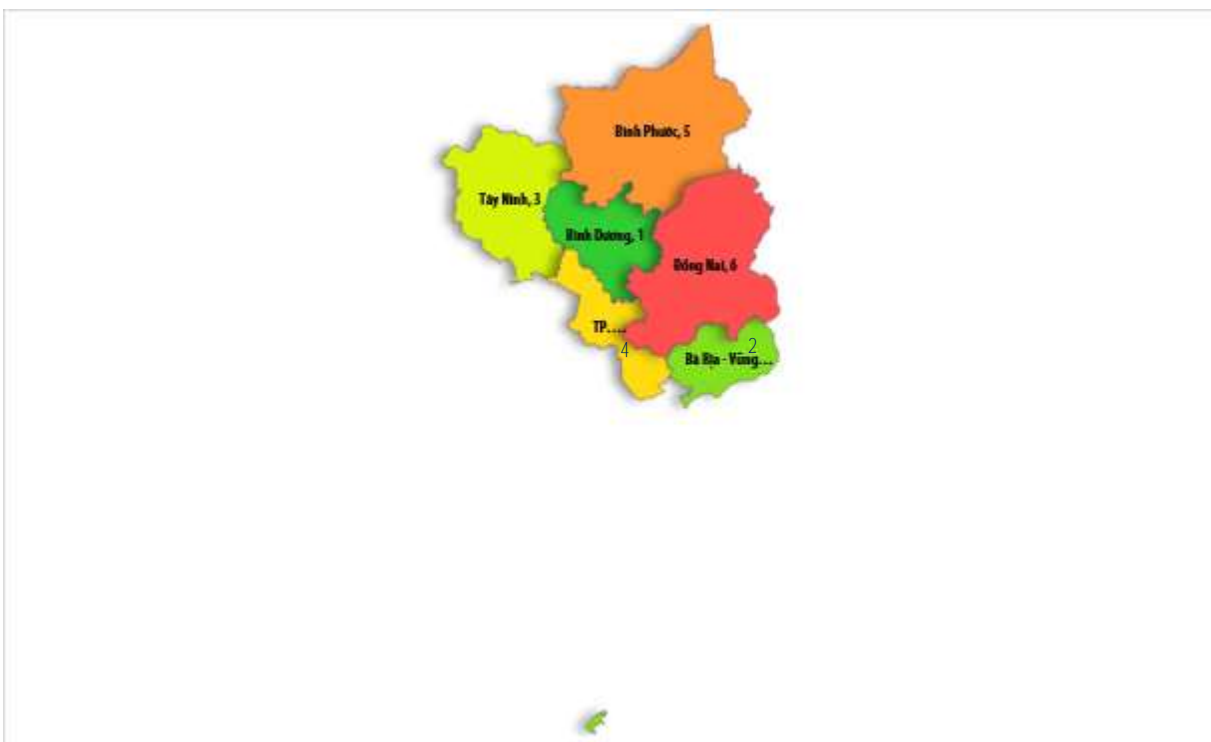 Bình Phước, 5
Tây Ninh, 3
Bình Dương, 1
Đồng Nai, 6
TP. ...
4
2
Bà Rịa - Vũng...